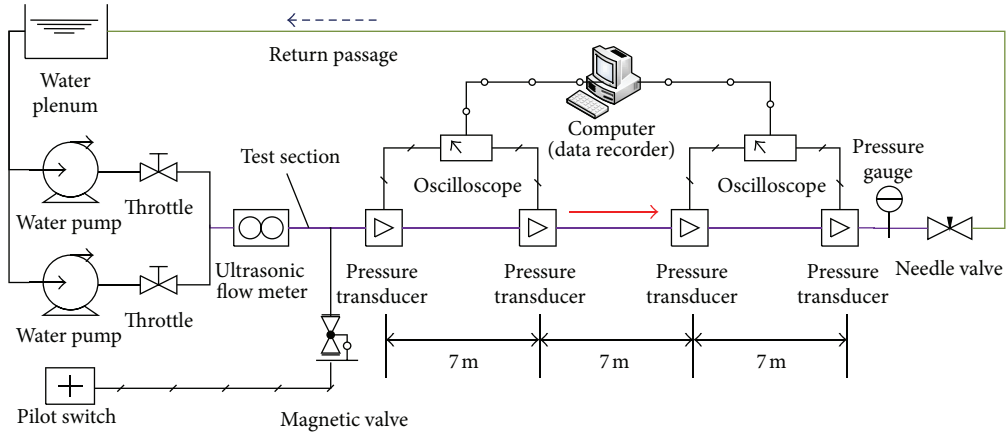 Return passage
Water
plenum
Computer
(data recorder)
Test section
Pressure
gauge
Oscilloscope
Oscilloscope
Water pump
Throttle
Ultrasonic
flow meter
Pressure
transducer
Pressure
transducer
Pressure
transducer
Pressure
transducer
Needle valve
Water pump
Throttle
7 m
7 m
7 m
Pilot switch
Magnetic valve